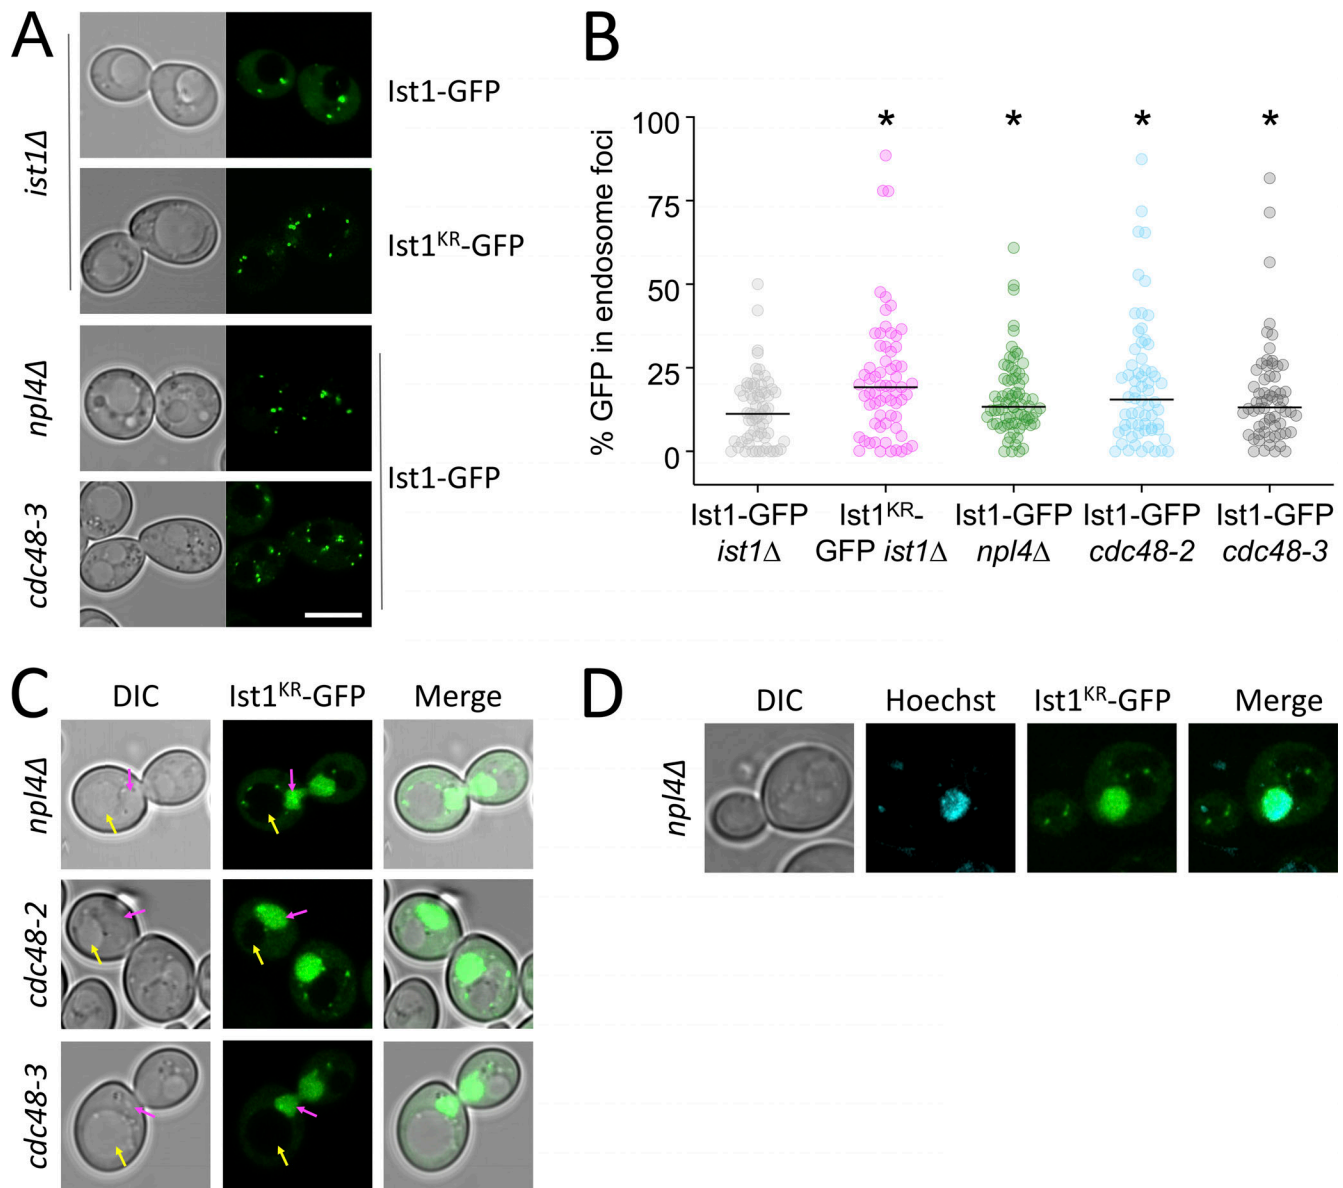 A
ist1Δ
Ist1-GFP
Ist1ᴷᴿ-GFP
npl4Δ
cdc48-3
Ist1-GFP
B
% GFP in endosome foci
100
75
50
25
0
* * * *
Ist1-GFP ist1Δ
Ist1ᴷᴿ-GFP ist1Δ
Ist1-GFP npl4Δ
Ist1-GFP cdc48-2
Ist1-GFP cdc48-3
C
DIC Ist1ᴷᴿ-GFP Merge
npl4Δ
cdc48-2
cdc48-3
D
DIC Hoechst Ist1ᴷᴿ-GFP Merge
npl4Δ